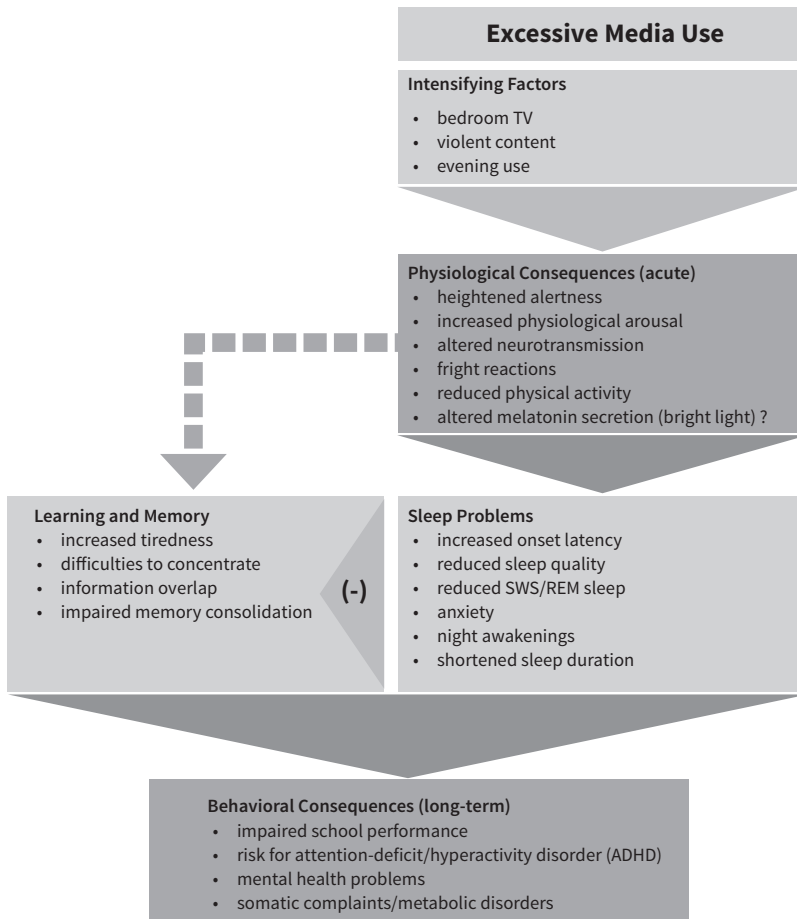 Excessive Media Use
Intensifying Factors
• bedroom TV
• violent content
• evening use
Physiological Consequences (acute)
• heightened alertness
• increased physiological arousal
• altered neurotransmission
• fright reactions
• reduced physical activity
• altered melatonin secretion (bright light) ?
Learning and Memory
• increased tiredness
• difficulties to concentrate
• information overlap
• impaired memory consolidation
(-)
Sleep Problems
• increased onset latency
• reduced sleep quality
• reduced SWS/REM sleep
• anxiety
• night awakenings
• shortened sleep duration
Behavioral Consequences (long-term)
• impaired school performance
• risk for attention-deficit/hyperactivity disorder (ADHD)
• mental health problems
• somatic complaints/metabolic disorders